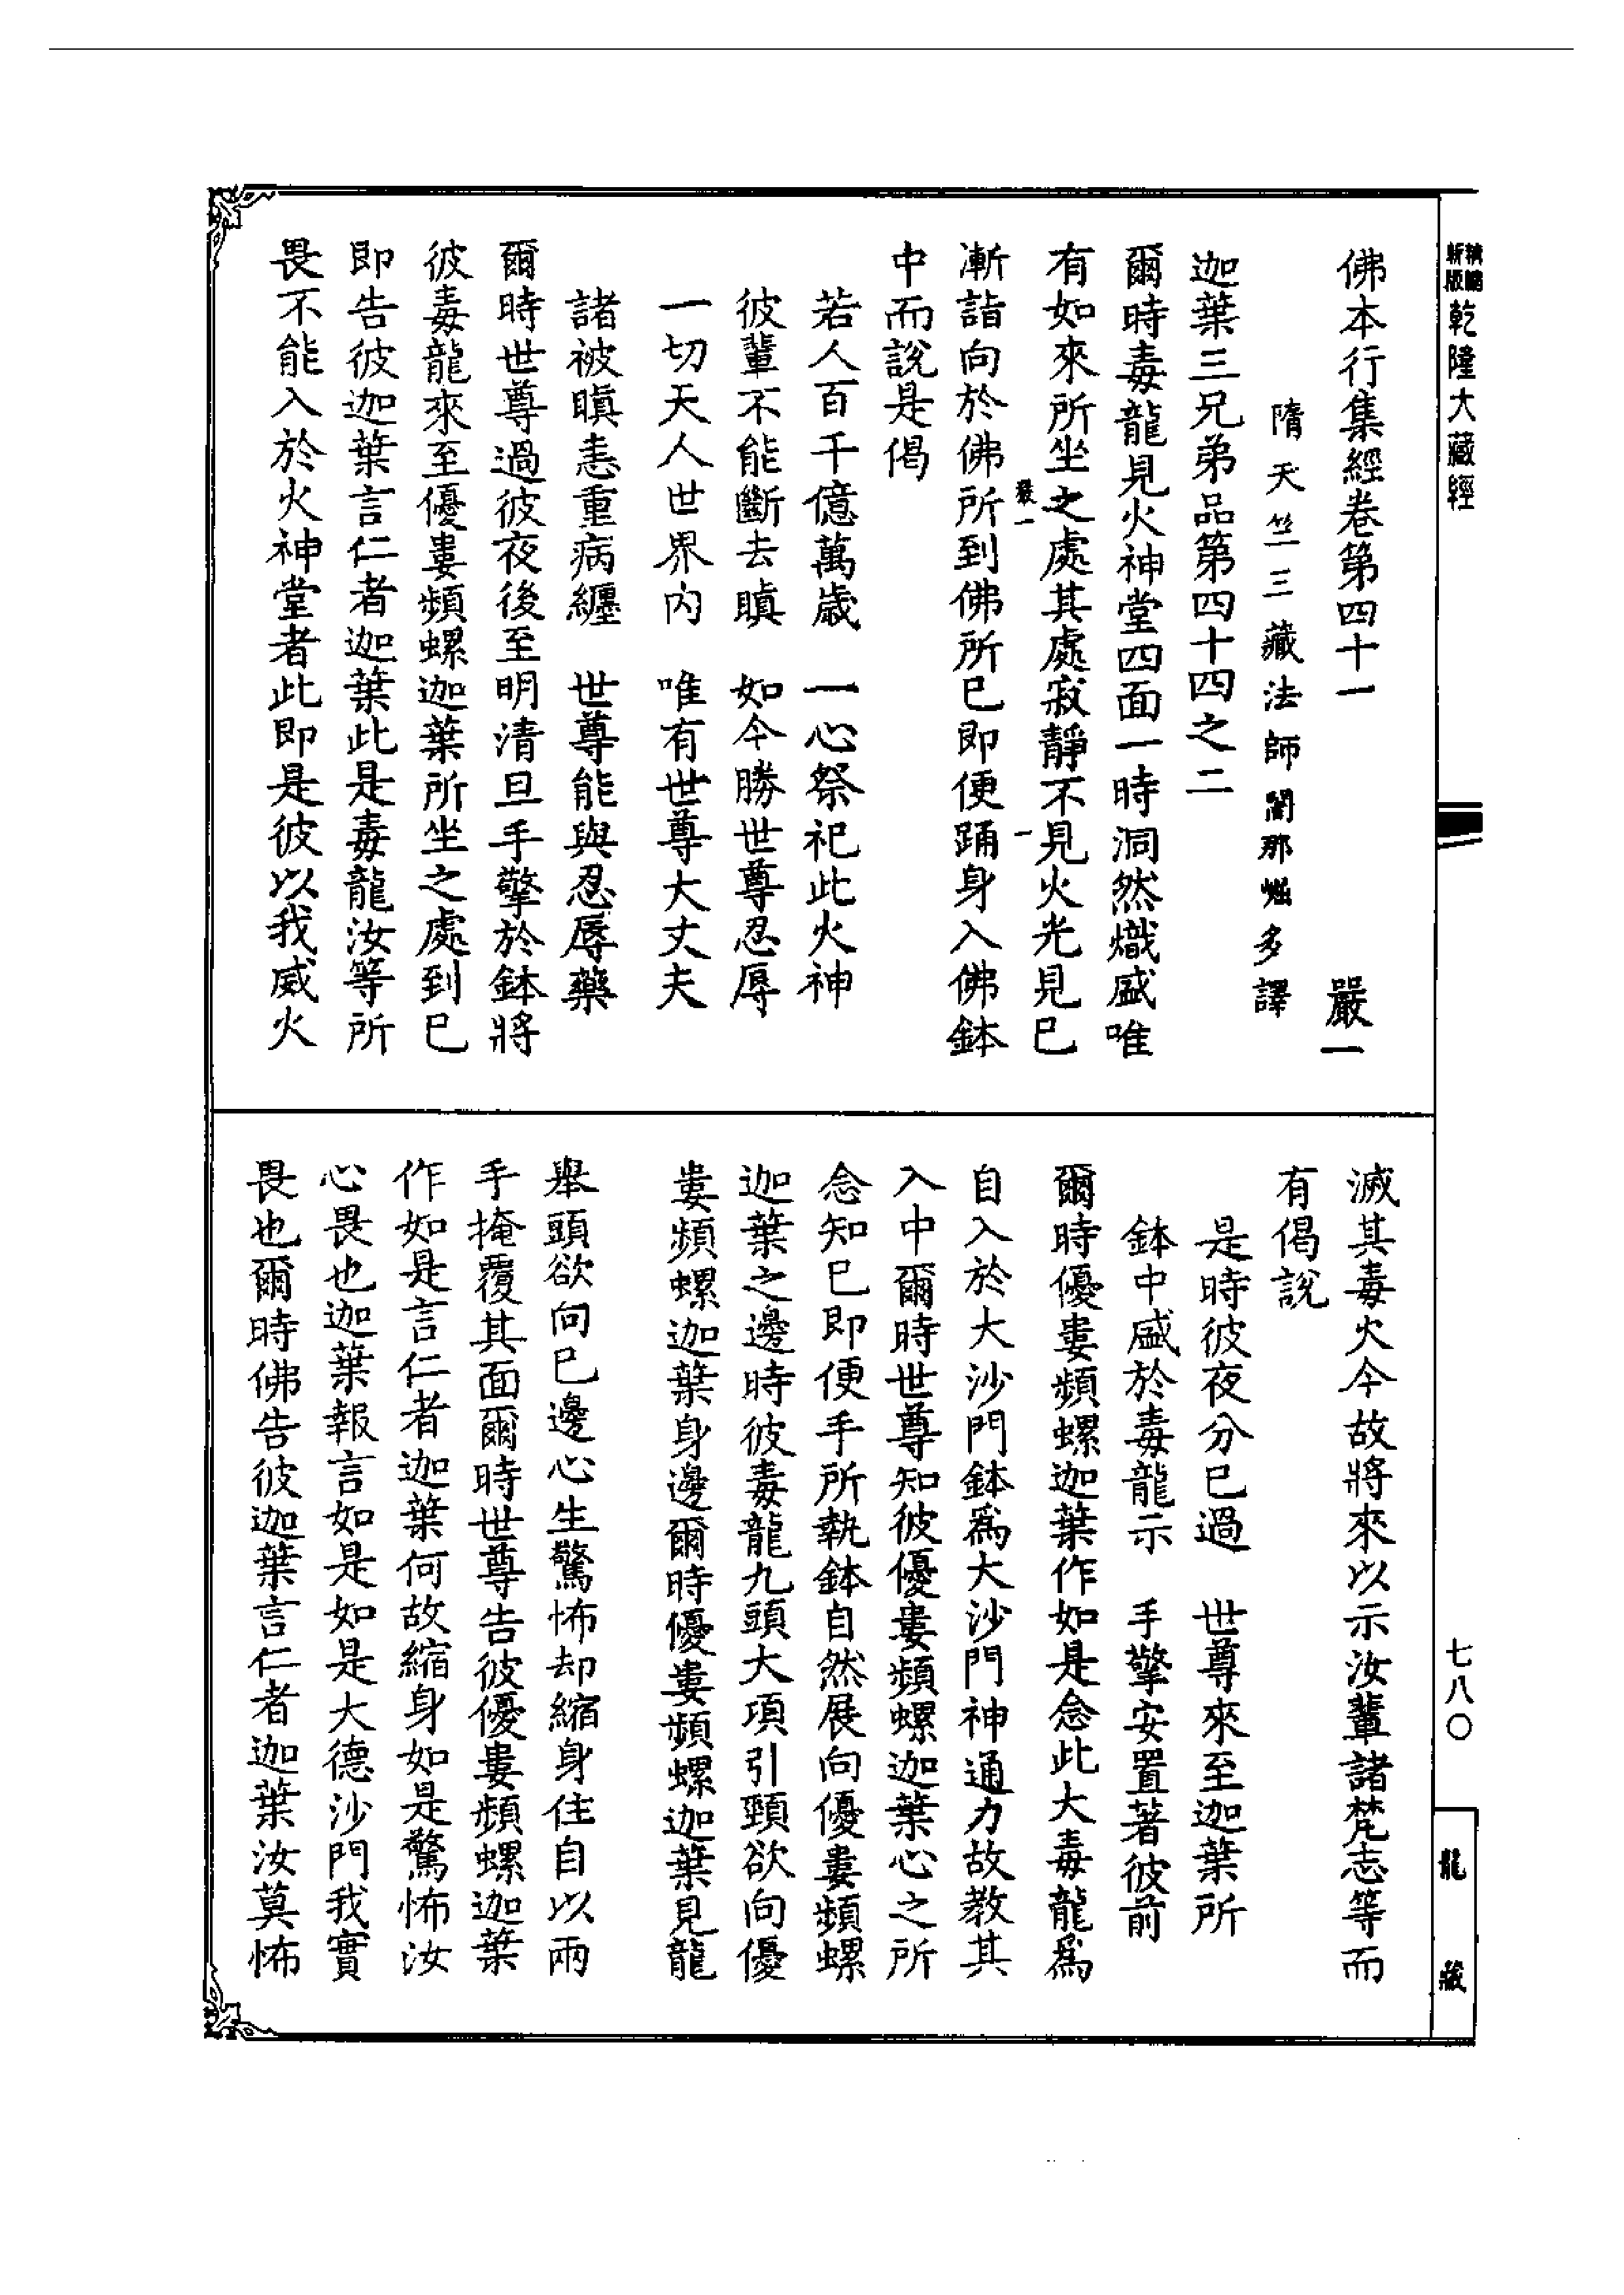 精縮新版乾隆大藏經
佛本行集經卷第四十一　嚴一
隋天竺三藏法師闍那崛多譯
迦葉三兄弟品第四十四之二
爾時毒龍見火神堂四面一時洞然熾盛唯
有如來所坐之處其處寂靜不見火光見已
嚴一　一
漸詣向於佛所到佛所已即便踊身入佛鉢
中而說是偈
若人百千億萬歲　一心祭祀此火神
彼輩不能斷去瞋　如今勝世尊忍辱
一切天人世界內　唯有世尊大丈夫
諸被瞋恚重病纏　世尊能與忍辱藥
爾時世尊過彼夜後至明清旦手擎於鉢將
彼毒龍來至優婁頻螺迦葉所坐之處到已
即告彼迦葉言仁者迦葉此是毒龍汝等所
畏不能入於火神堂者此即是彼以我威火
滅其毒火今故將來以示汝輩諸梵志等而
有偈說
是時彼夜分已過　世尊來至迦葉所
鉢中盛於毒龍示　手擎安置著彼前
爾時優婁頻螺迦葉作如是念此大毒龍爲
自入於大沙門鉢爲大沙門神通力故教其
入中爾時世尊知彼優婁頻螺迦葉心之所
念知已即便手所執鉢自然展向優婁頻螺
迦葉之邊時彼毒龍九頭大項引頸欲向優
婁頻螺迦葉身邊爾時優婁頻螺迦葉見龍
舉頭欲向已邊心生驚怖却縮身住自以兩
手掩覆其面爾時世尊告彼優婁頻螺迦葉
作如是言仁者迦葉何故縮身如是驚怖汝
心畏也迦葉報言如是如是大德沙門我實
畏也爾時佛告彼迦葉言仁者迦葉汝莫怖
七八〇
龍藏